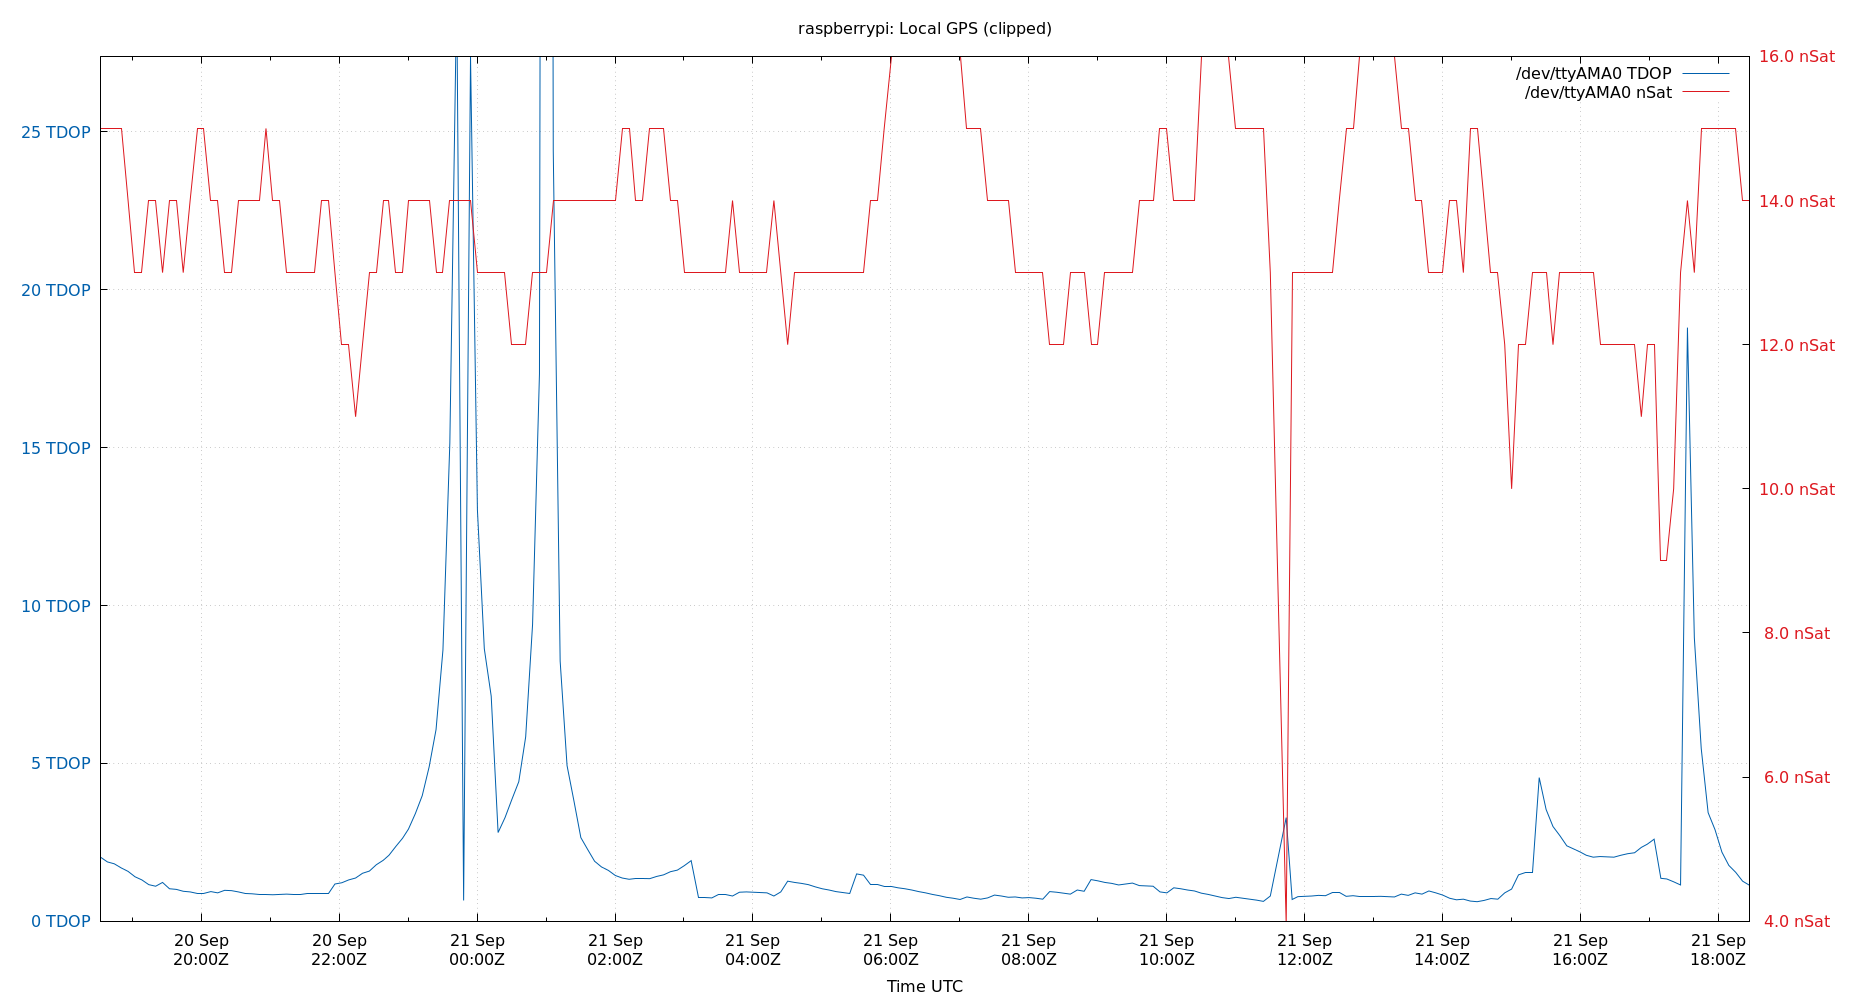 raspberrypi: Local GPS (clipped)
/dev/ttyAMA0 TDOP
/dev/ttyAMA0 nSat
25 TDOP
20 TDOP
15 TDOP
10 TDOP
5 TDOP
0 TDOP
16.0 nSat
14.0 nSat
12.0 nSat
10.0 nSat
8.0 nSat
6.0 nSat
4.0 nSat
20 Sep
20:00Z
20 Sep
22:00Z
21 Sep
00:00Z
21 Sep
02:00Z
21 Sep
04:00Z
21 Sep
06:00Z
21 Sep
08:00Z
21 Sep
10:00Z
21 Sep
12:00Z
21 Sep
14:00Z
21 Sep
16:00Z
21 Sep
18:00Z
Time UTC